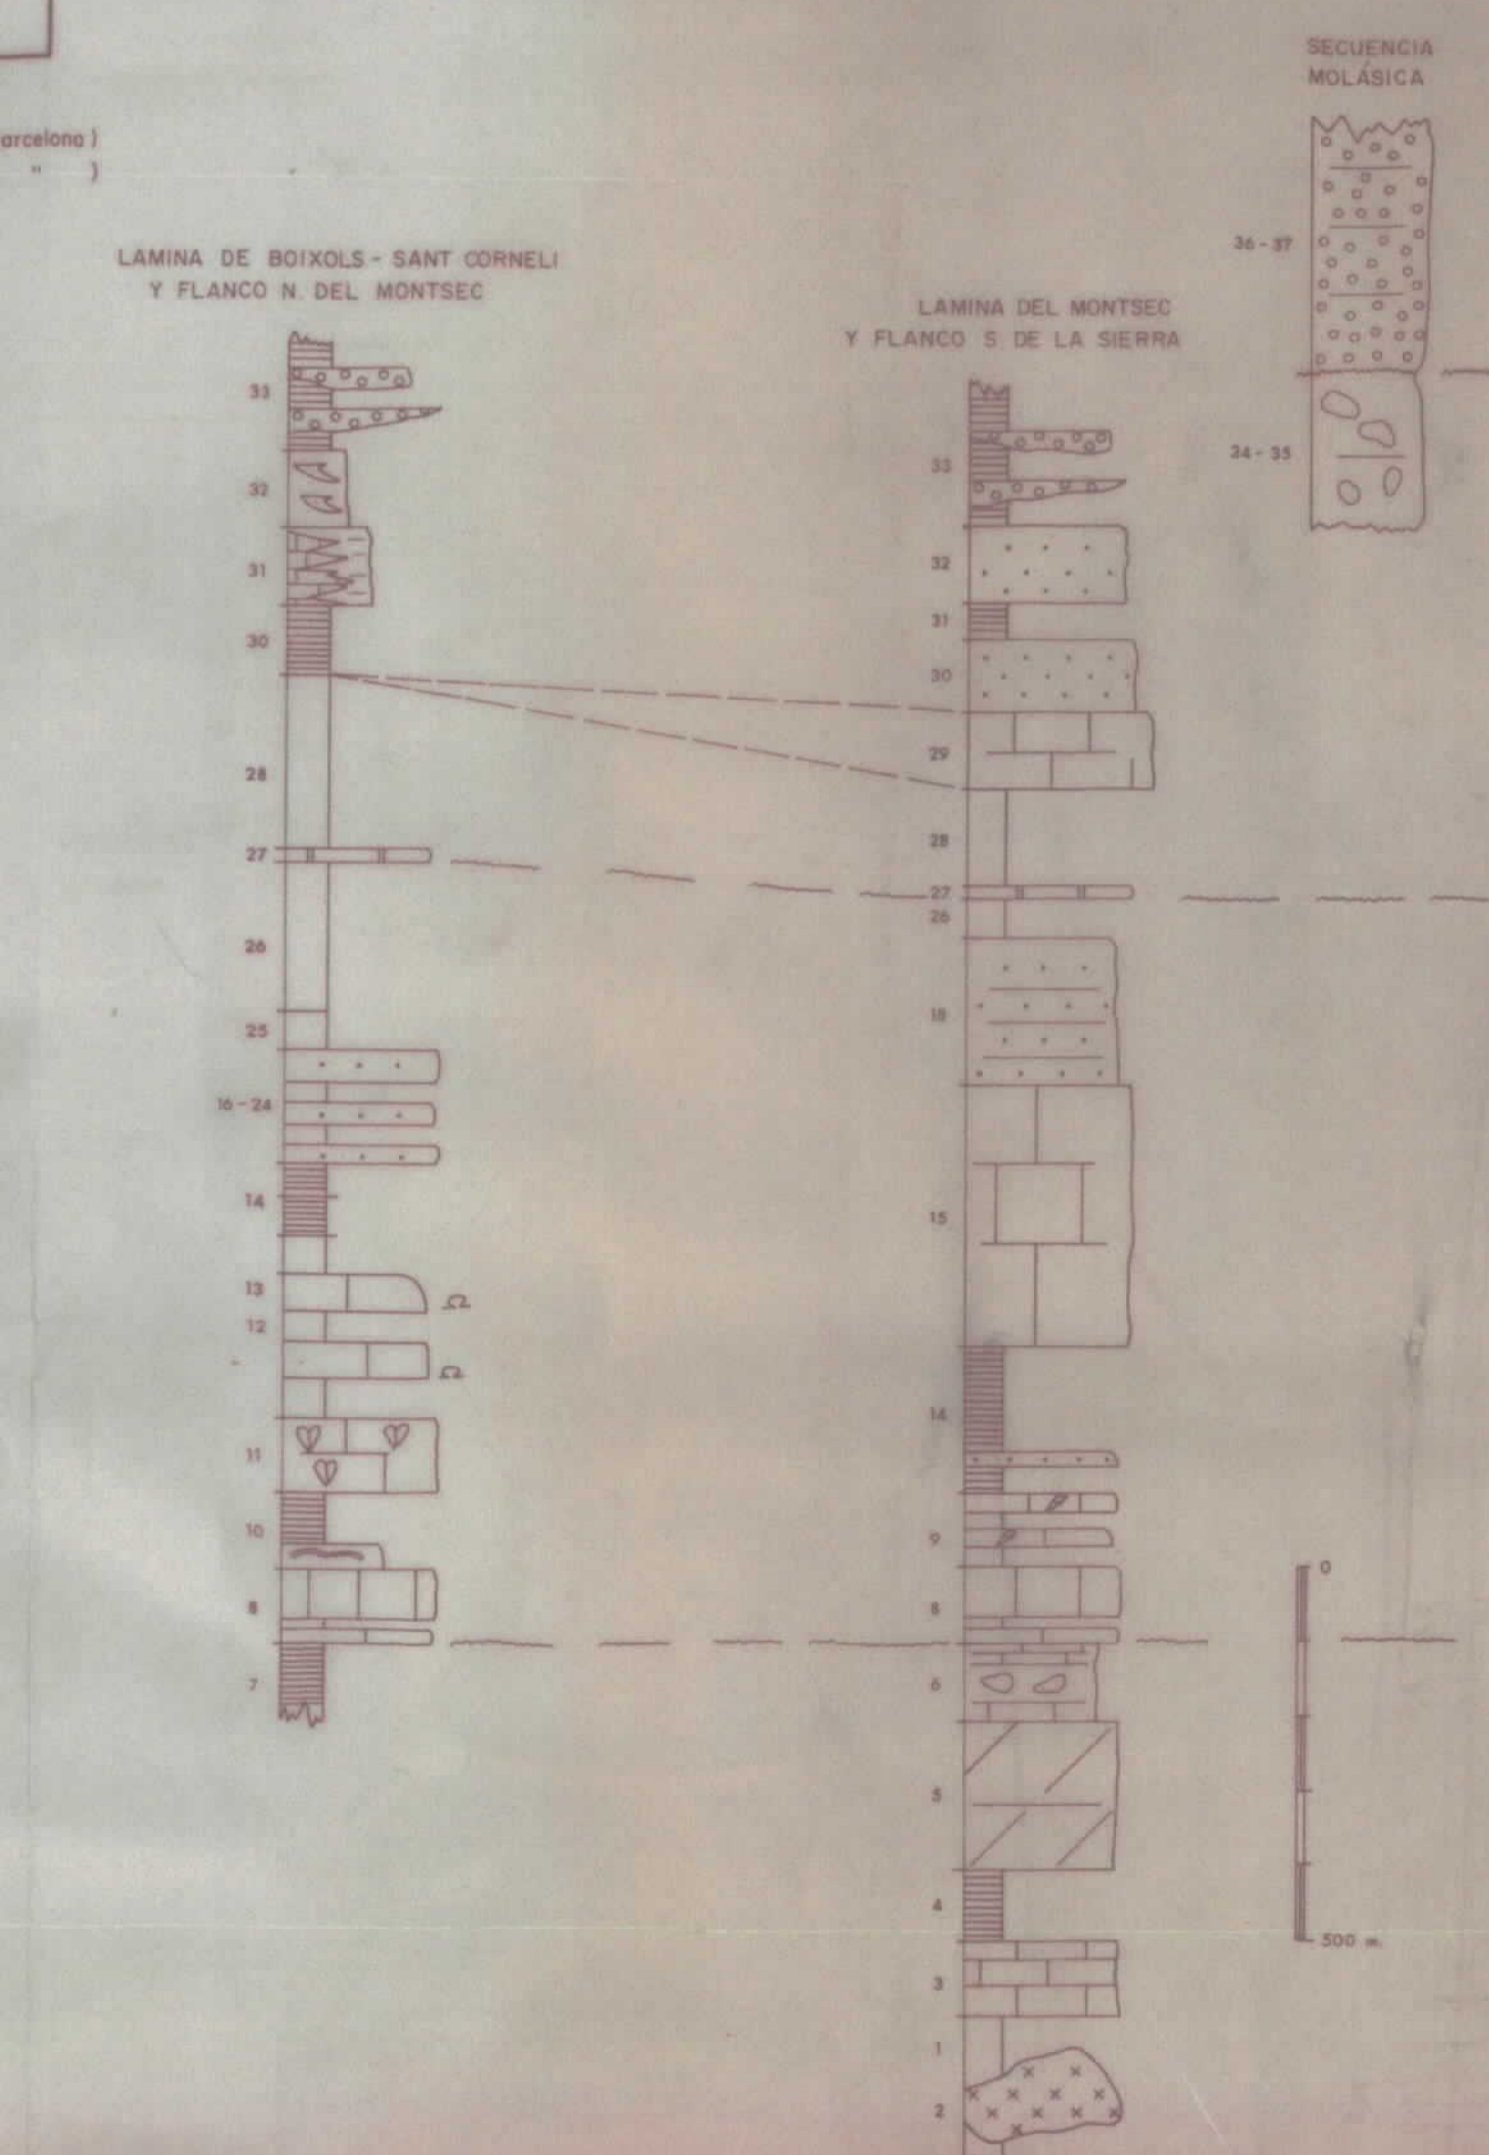 SECUENCIA
MOLÁSICA
arcelona )
" )
36 - 37
LAMINA DE BOIXOLS - SANT CORNELI
Y FLANCO N. DEL MONTSEC
LAMINA DEL MONTSEC
Y FLANCO S. DE LA SIERRA
24 - 35
33
32
31
30
28
27
26
25
16 - 24
14
13
12
11
10
8
7
Ω
Ω
33
32
31
30
29
28
27
26
18
15
14
9
8
6
5
4
3
1
2
0
500 m.